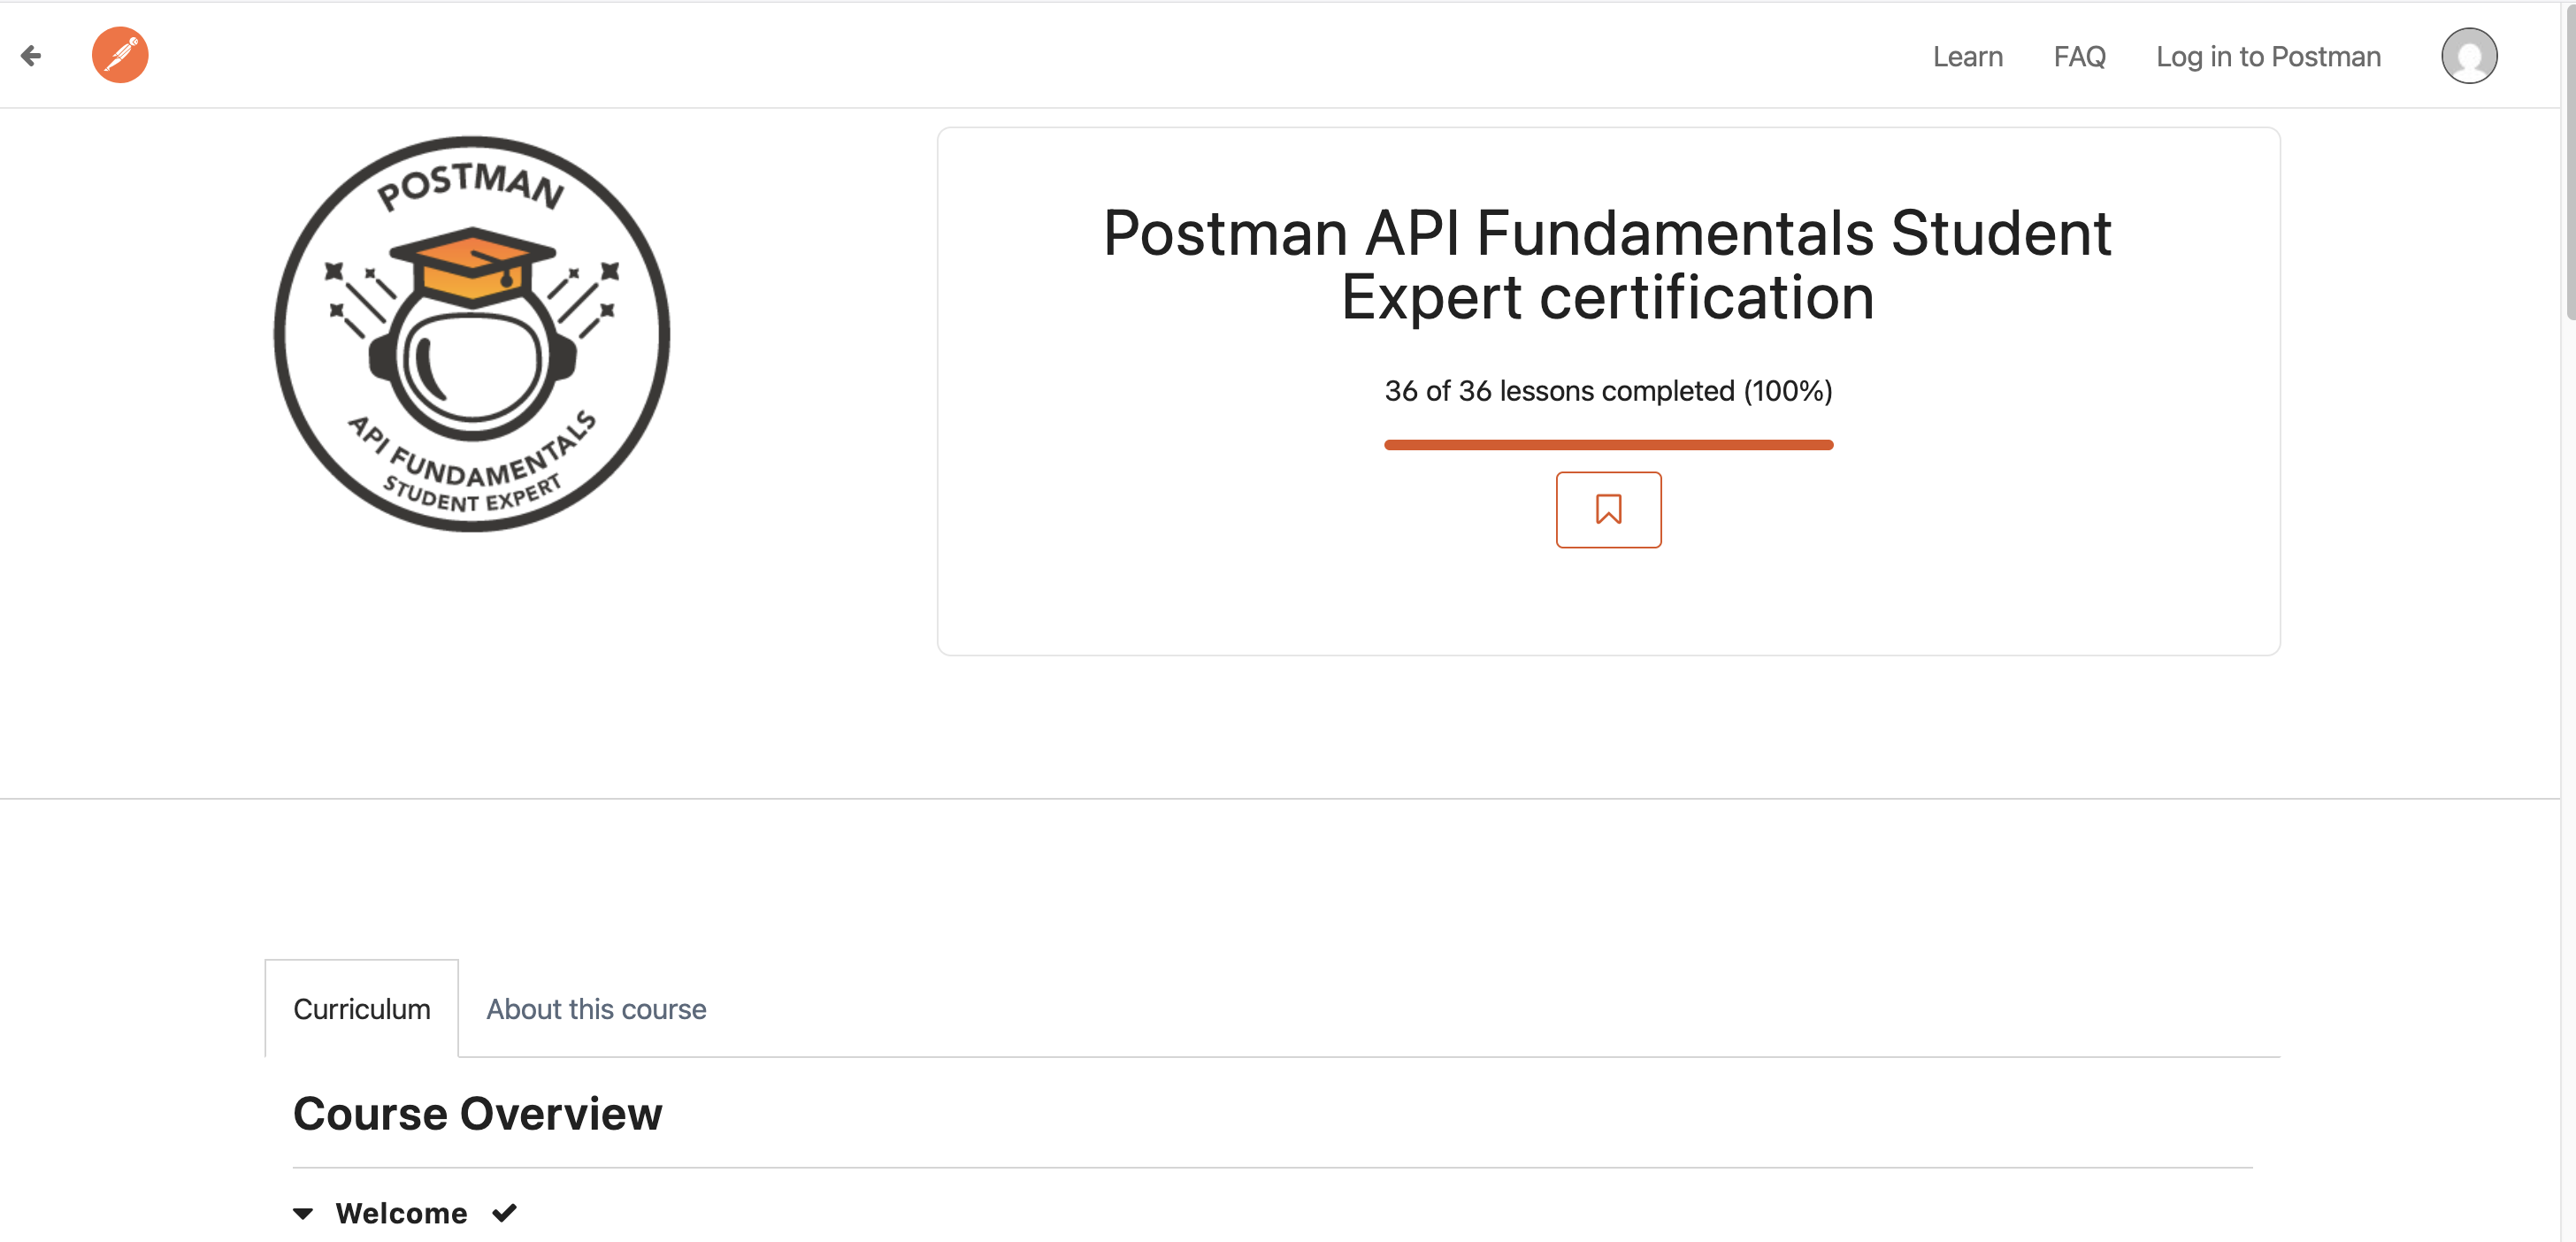 Learn FAQ Log in to Postman
POSTMAN
API FUNDAMENTALS
STUDENT EXPERT
Postman API Fundamentals Student
Expert certification
36 of 36 lessons completed (100%)
Curriculum About this course
Course Overview
Welcome